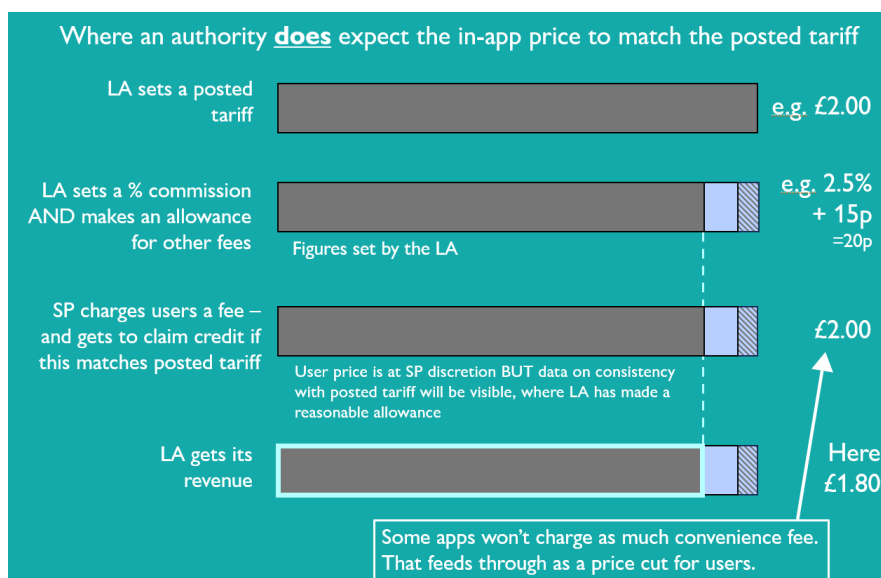 Where an authority does expect the in-app price to match the posted tariff
LA sets a posted
tariff
e.g. £2.00
LA sets a % commission
AND makes an allowance
for other fees
e.g. 2.5%
+ 15p
=20p
Figures set by the LA
SP charges users a fee –
and gets to claim credit if
this matches posted tariff
£2.00
User price is at SP discretion BUT data on consistency
with posted tariff will be visible, where LA has made a
reasonable allowance
LA gets its
revenue
Here
£1.80
Some apps won't charge as much convenience fee.
That feeds through as a price cut for users.